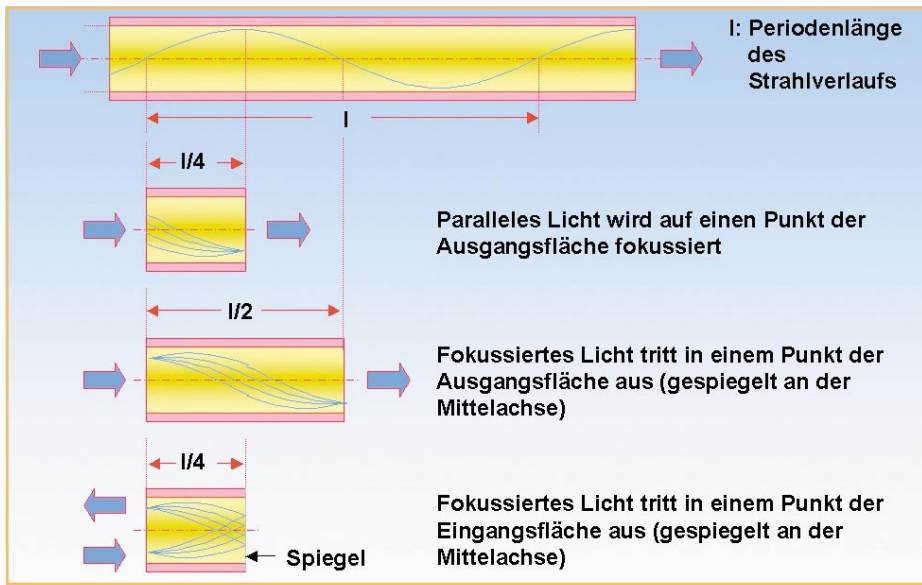 l: Periodenlänge
des
Strahlverlaufs
l
l/4
Paralleles Licht wird auf einen Punkt der
Ausgangsfläche fokussiert
l/2
Fokussiertes Licht tritt in einem Punkt der
Ausgangsfläche aus (gespiegelt an der
Mittelachse)
l/4
Fokussiertes Licht tritt in einem Punkt der
Eingangsfläche aus (gespiegelt an der
Mittelachse)
Spiegel